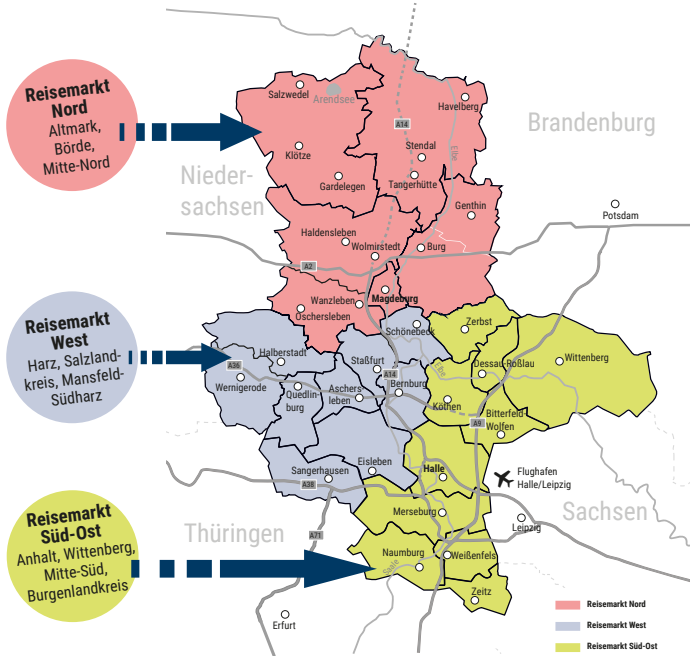 Reisemarkt
Nord
Altmark,
Börde,
Mitte-Nord
Reisemarkt
West
Harz, Salzland-
kreis, Mansfeld-
Südharz
Reisemarkt
Süd-Ost
Anhalt, Wittenberg,
Mitte-Süd,
Burgenlandkreis
Salzwedel
Arendsee
Havelberg
Brandenburg
A14
Elbe
Klötze
Stendal
Nieder-
sachsen
Gardelegen
Tangerhütte
Genthin
Potsdam
Haldensleben
Wolmirstedt
Burg
A2
Wanzleben
Magdeburg
Oschersleben
Schönebeck
Zerbst
Halberstadt
Staßfurt
Elbe
Dessau-Roßlau
Wittenberg
A36
Wernigerode
A14
Quedlin-
burg
Aschers
leben
Bernburg
Köthen
Bitterfeld
Wolfen
A9
Eisleben
Halle
Sangerhausen
Flughafen
Halle/Leipzig
A38
Merseburg
Sachsen
Leipzig
Thüringen
A71
Naumburg
Weißenfels
Saale
Zeitz
Erfurt
Reisemarkt Nord
Reisemarkt West
Reisemarkt Süd-Ost